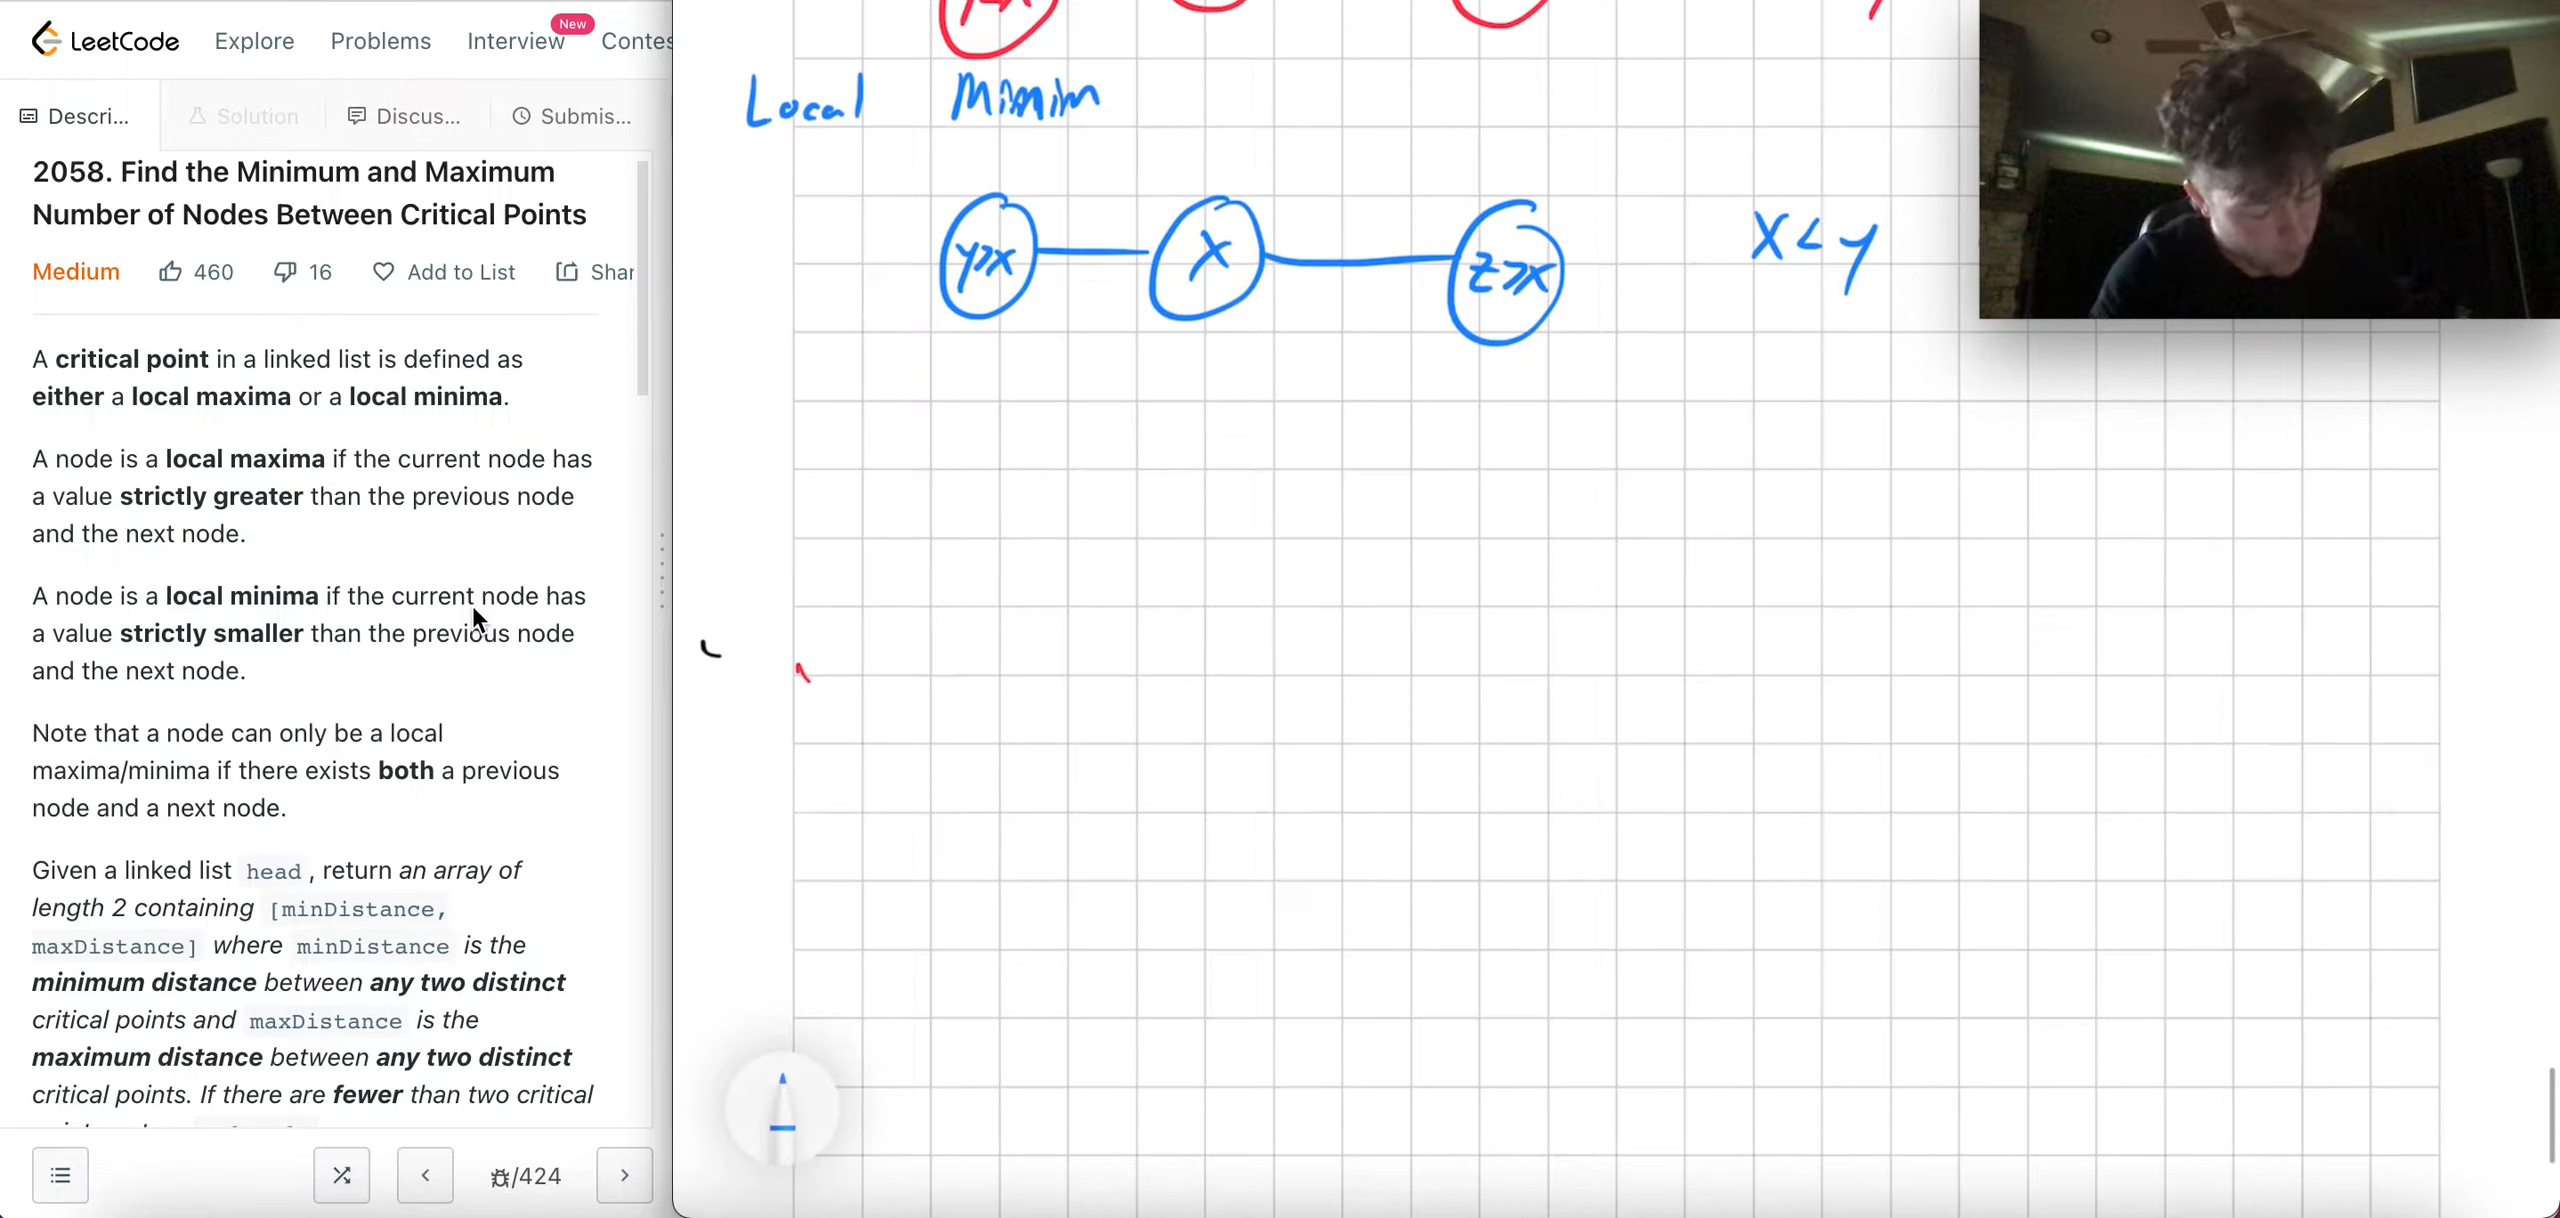 LeetCode Explore Problems Interview New Contes
Descri... Solution Discus... Submis...
2058. Find the Minimum and Maximum
Number of Nodes Between Critical Points
Medium 460 16 Add to List Shar
A critical point in a linked list is defined as
either a local maxima or a local minima.
A node is a local maxima if the current node has
a value strictly greater than the previous node
and the next node.
A node is a local minima if the current node has
a value strictly smaller than the previous node
and the next node.
Note that a node can only be a local
maxima/minima if there exists both a previous
node and a next node.
Given a linked list head , return an array of
length 2 containing [minDistance,
maxDistance] where minDistance is the
minimum distance between any two distinct
critical points and maxDistance is the
maximum distance between any two distinct
critical points. If there are fewer than two critical
/424
Local Minim
y>x x z>x x<y